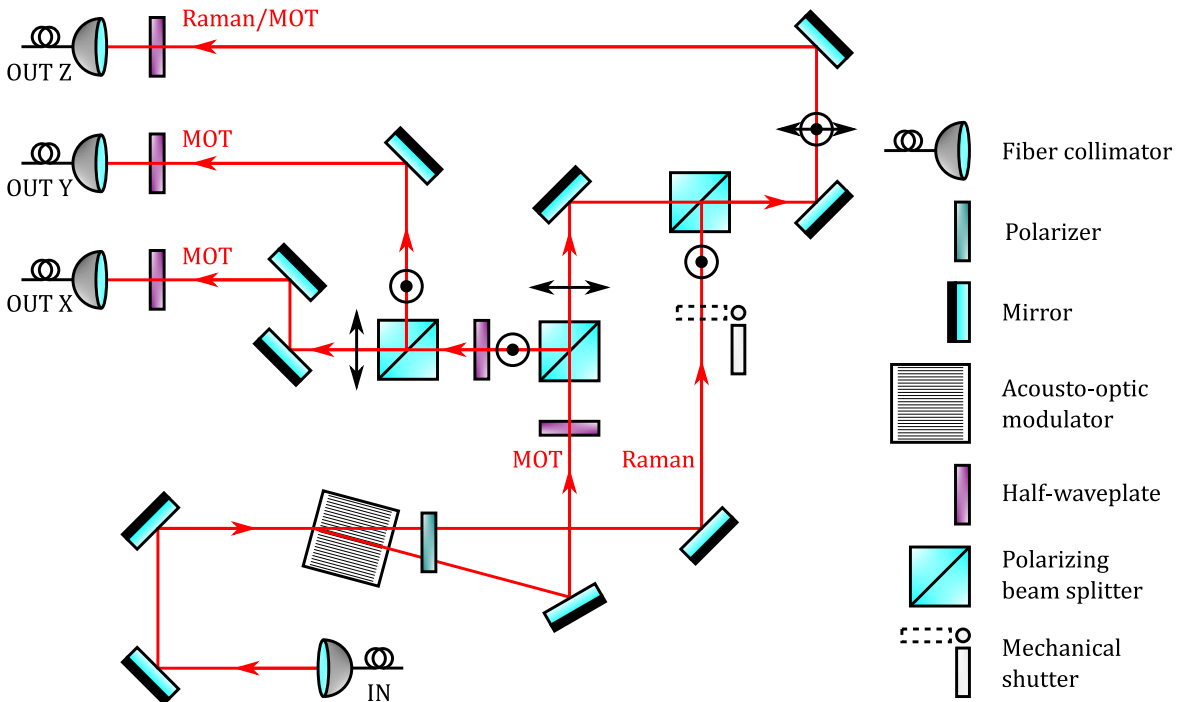 Raman/MOT
OUT Z
MOT
OUT Y
MOT
OUT X
MOT
Raman
IN
Fiber collimator
Polarizer
Mirror
Acousto-optic
modulator
Half-waveplate
Polarizing
beam splitter
Mechanical
shutter